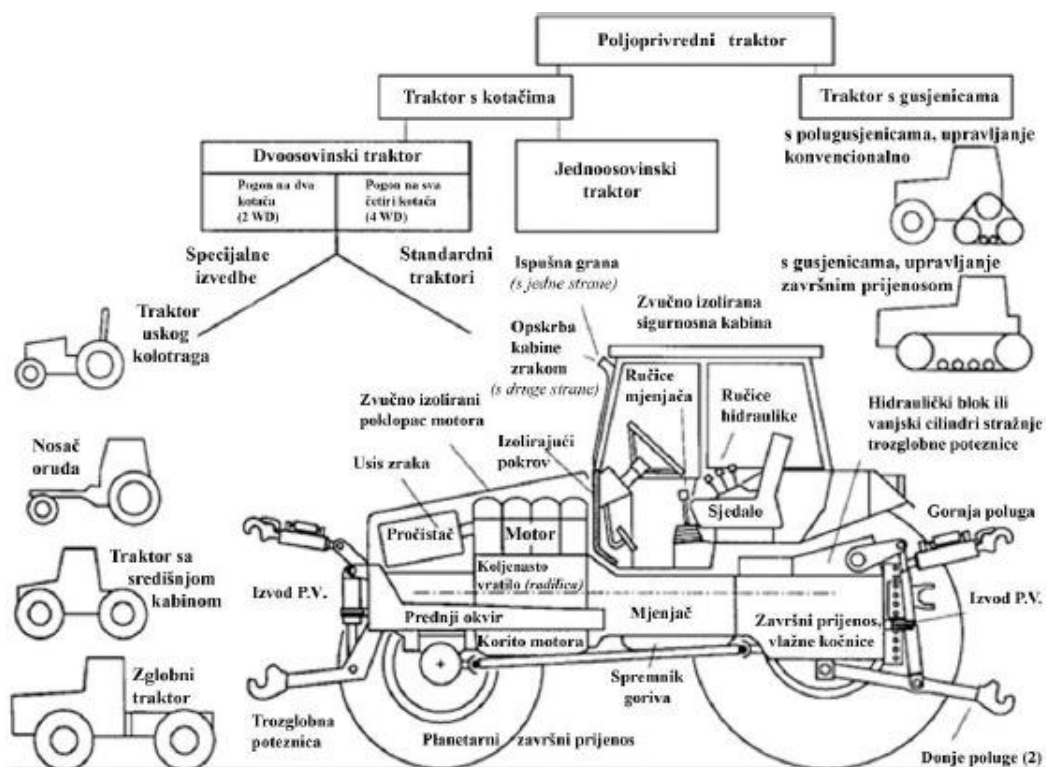 Poljoprivredni traktor
Traktor s kotačima
Traktor s gusjenicama
s polugusjenicama, upravljanje
konvencionalno
Dvoosovinski traktor
Pogon na dva
kotača
(2 WD)
Pogon na sva
četiri kotača
(4 WD)
Jednoosovinski
traktor
Specijalne
izvedbe
Standardni
traktori
Ispušna grana
(s jedne strane)
s gusjenicama, upravljanje
završnim prijenosom
Zvučno izolirana
sigurnosna kabina
Traktor
uskog
kolotraga
Opskrba
kabine
zrakom
(s druge strane)
Ručice
mjenjača
Ručice
hidraulike
Zvučno izolirani
poklopac motora
Hidraulički blok ili
vanjski cilindri stražnje
trozglobne poteznice
Izolirajući
pokrov
Usis zraka
Nosač
oruđa
Pročistač
Motor
Sjedalo
Gornja poluga
Koljenasto
vratilo (radilica)
Traktor sa
središnjom
kabinom
Izvod P.V.
Izvod P.V.
Prednji okvir
Mjenjač
Završni prijenos,
vlažne kočnice
Korito motora
Zglobni
traktor
Spremnik
goriva
Trozglobna
poteznica
Planetarni završni prijenos
Donje poluge (2)